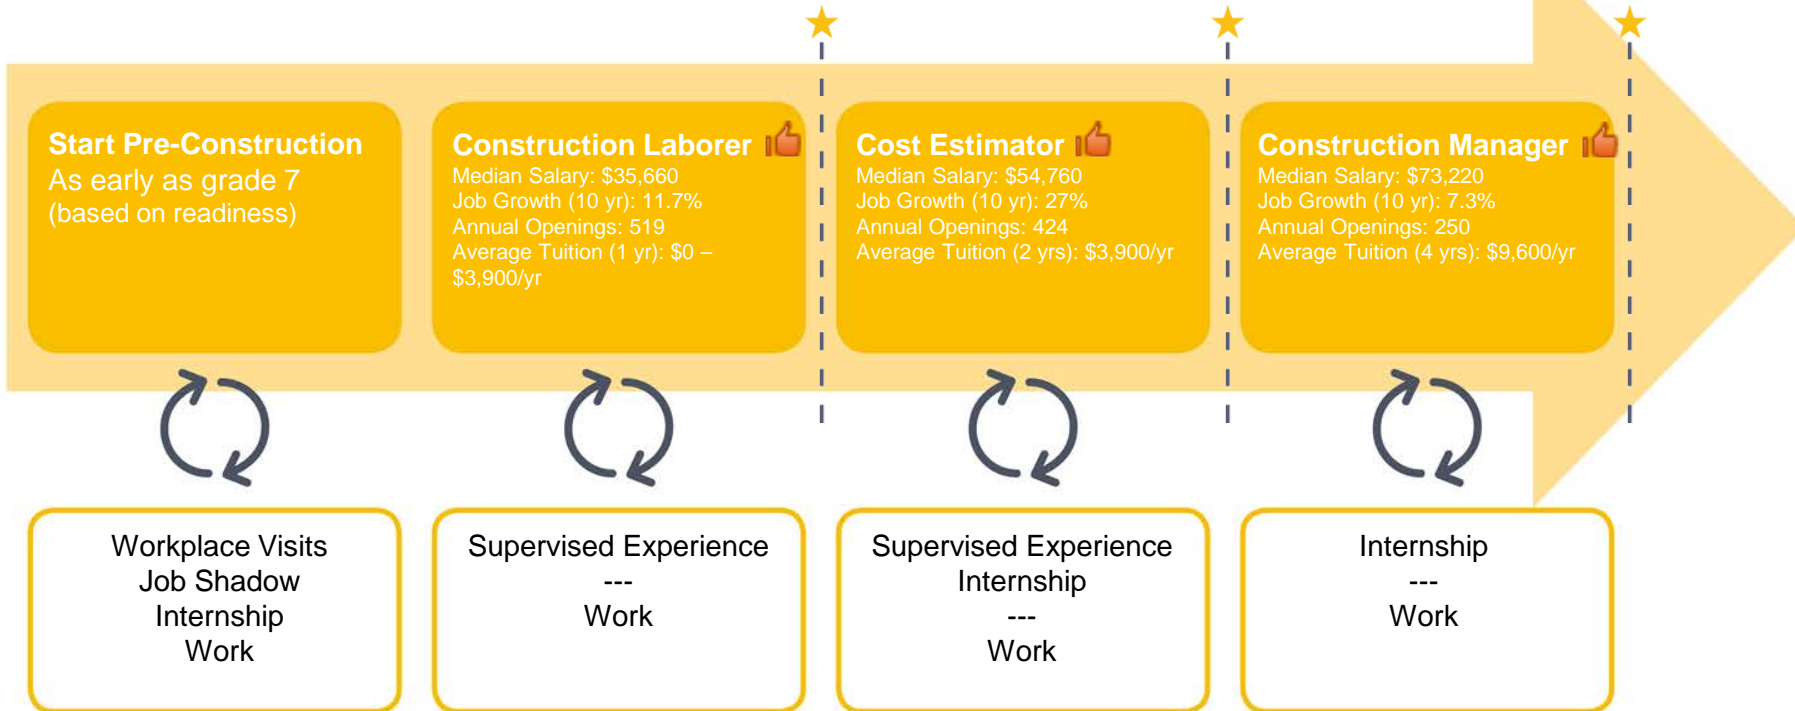 Start Pre-Construction
As early as grade 7
(based on readiness)
Construction Laborer
Median Salary: $35,660
Job Growth (10 yr): 11.7%
Annual Openings: 519
Average Tuition (1 yr): $0 –
$3,900/yr
Cost Estimator
Median Salary: $54,760
Job Growth (10 yr): 27%
Annual Openings: 424
Average Tuition (2 yrs): $3,900/yr
Construction Manager
Median Salary: $73,220
Job Growth (10 yr): 7.3%
Annual Openings: 250
Average Tuition (4 yrs): $9,600/yr
Workplace Visits
Job Shadow
Internship
Work
Supervised Experience
---
Work
Supervised Experience
Internship
---
Work
Internship
---
Work